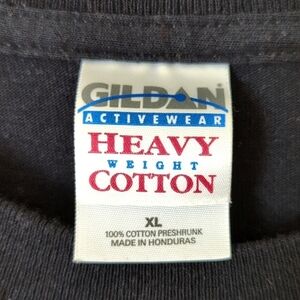 GILDAN
ACTIVEWEAR
HEAVY
WEIGHT
COTTON
XL
100% COTTON PRESHRUNK
MADE IN HONDURAS